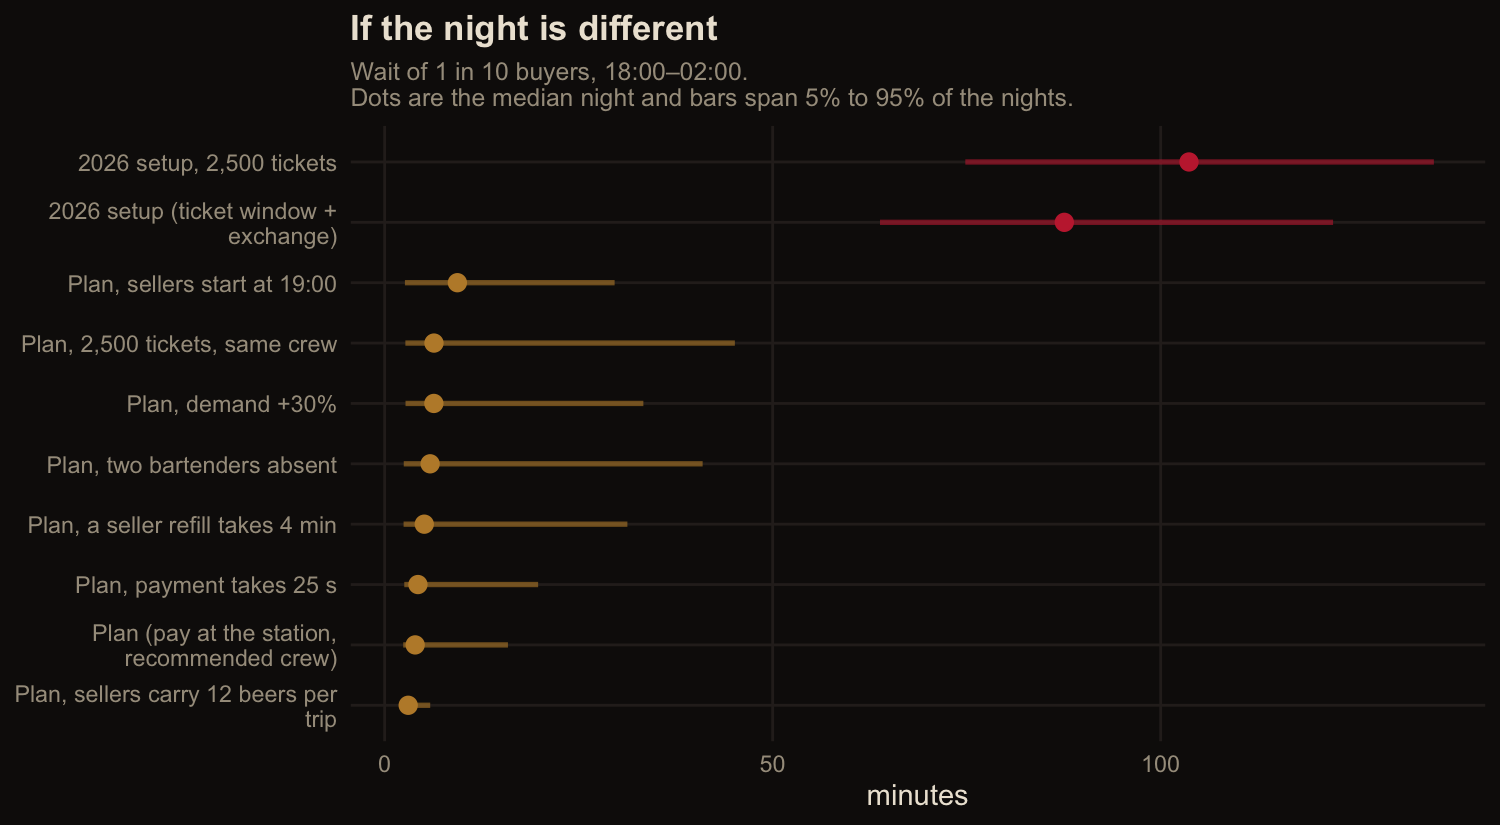 If the night is different
Wait of 1 in 10 buyers, 18:00–02:00.
Dots are the median night and bars span 5% to 95% of the nights.
2026 setup, 2,500 tickets
2026 setup (ticket window +
exchange)
Plan, sellers start at 19:00
Plan, 2,500 tickets, same crew
Plan, demand +30%
Plan, two bartenders absent
Plan, a seller refill takes 4 min
Plan, payment takes 25 s
Plan (pay at the station,
recommended crew)
Plan, sellers carry 12 beers per
trip
0
50
100
minutes